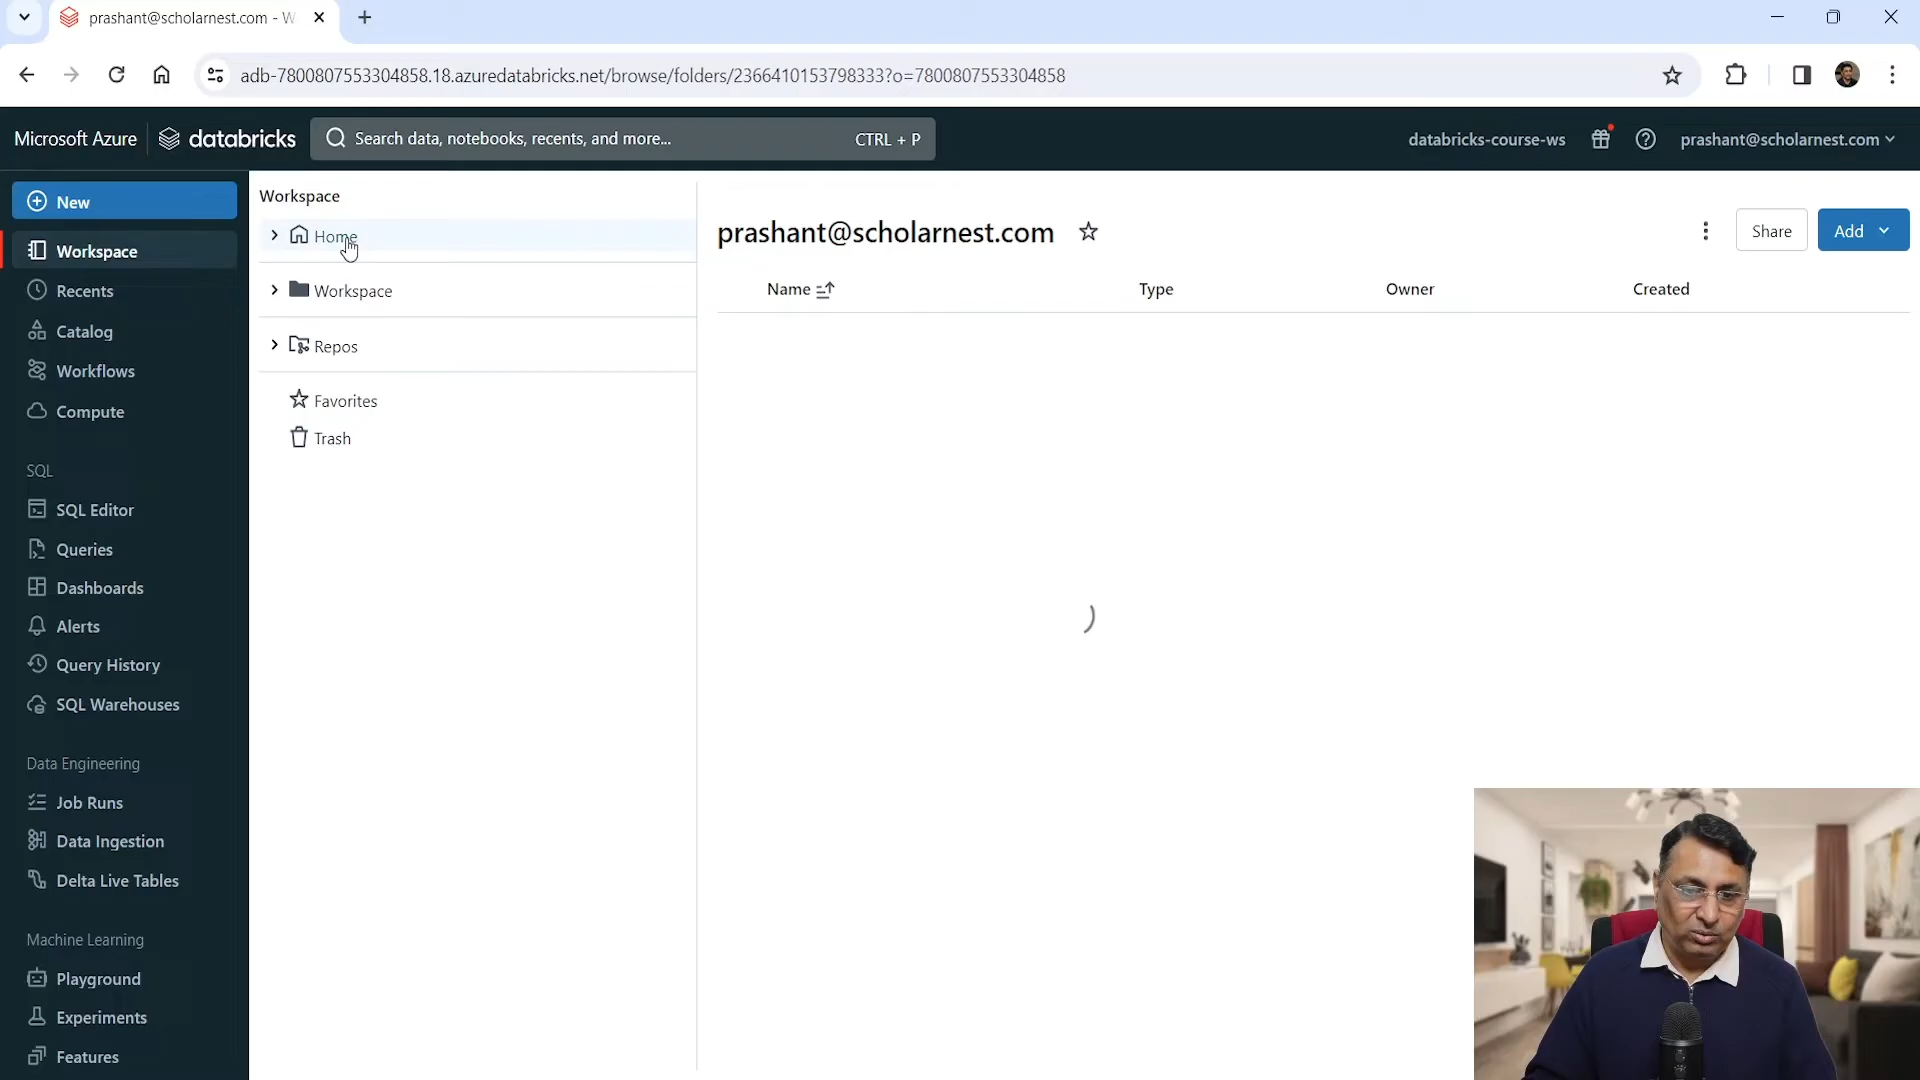 prashant@scholarnest.com - W
adb-7800807553304858.18.azuredatabricks.net/browse/folders/2366410153798333?o=7800807553304858
Microsoft Azure databricks Search data, notebooks, recents, and more... CTRL + P databricks-course-ws prashant@scholarnest.com
New
Workspace
Recents
Catalog
Workflows
Compute
SQL
SQL Editor
Queries
Dashboards
Alerts
Query History
SQL Warehouses
Data Engineering
Job Runs
Data Ingestion
Delta Live Tables
Machine Learning
Playground
Experiments
Features
Workspace
Home
Workspace
Repos
Favorites
Trash
prashant@scholarnest.com Share Add
Name Type Owner Created